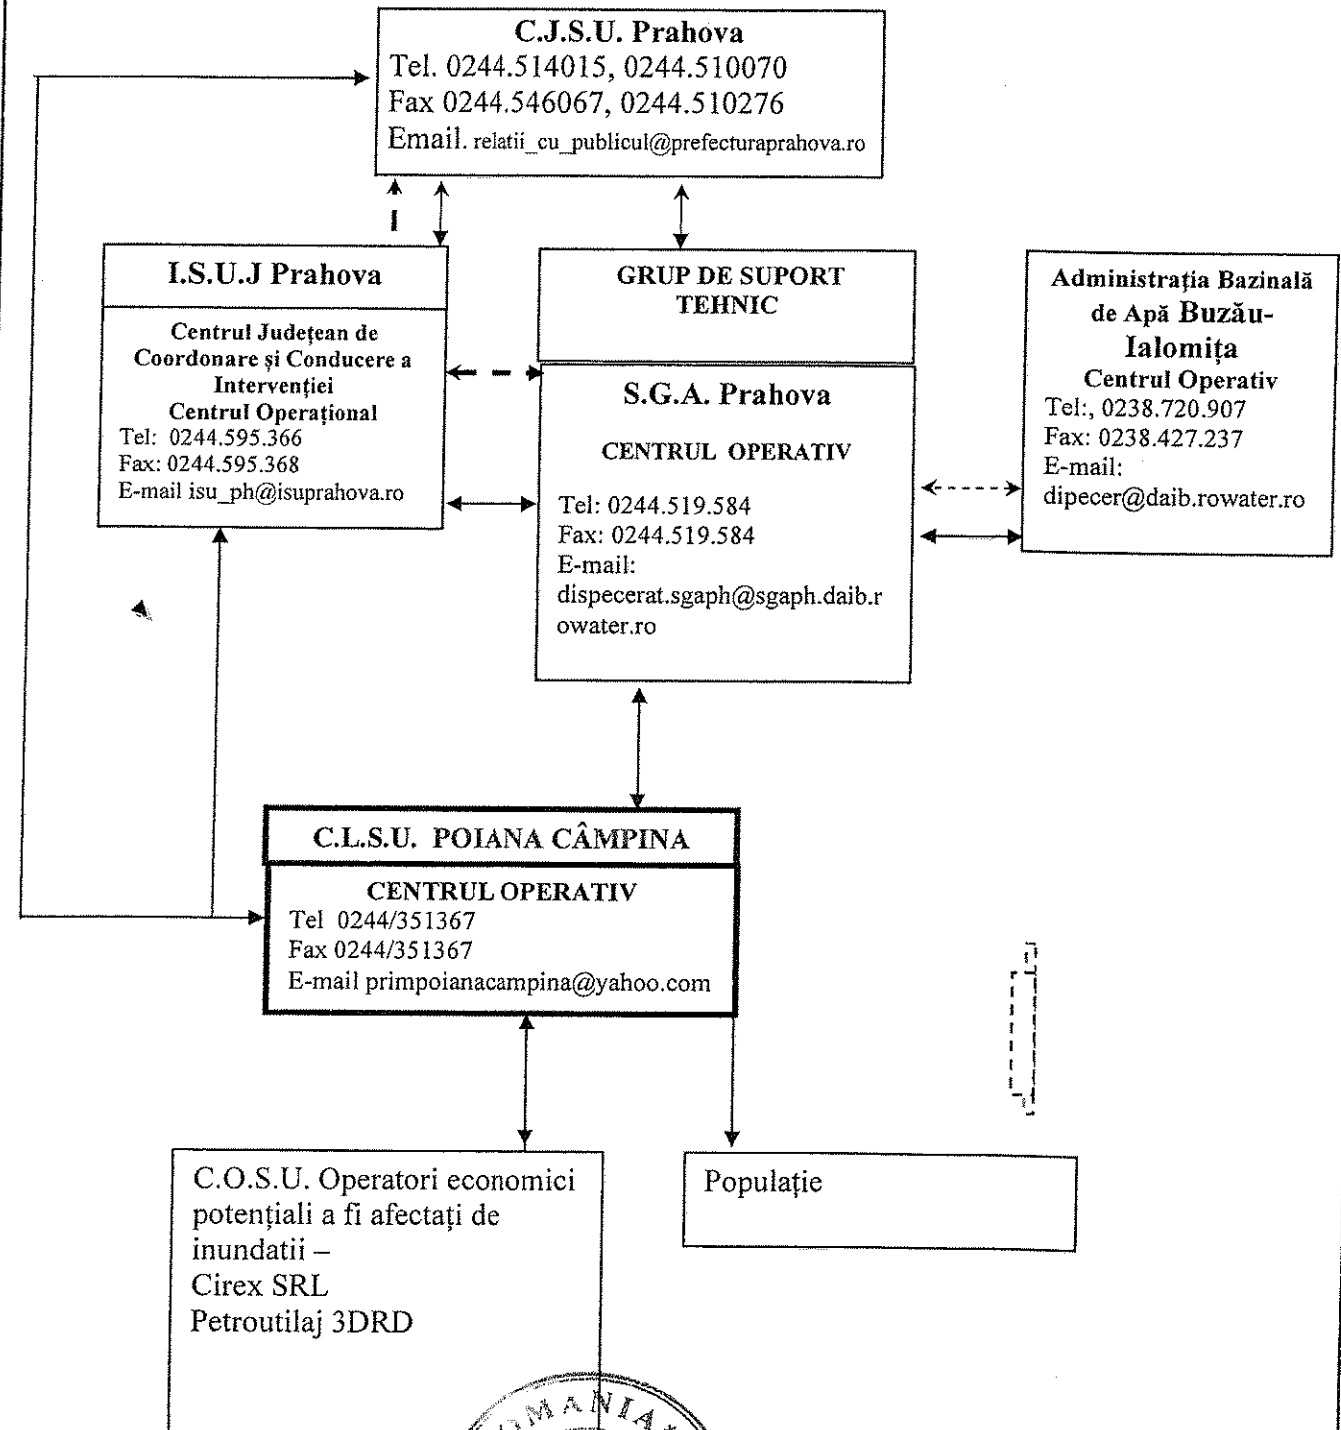 C.J.S.U. Prahova
Tel. 0244.514015, 0244.510070
Fax 0244.546067, 0244.510276
Email. relatii_cu_publicul@prefecturaprahova.ro
I.S.U.J Prahova
Centrul Județean de
Coordonare și Conducere a
Intervenției
Centrul Operațional
Tel: 0244.595.366
Fax: 0244.595.368
E-mail isu_ph@isuprahova.ro
GRUP DE SUPORT
TEHNIC
S.G.A. Prahova
CENTRUL OPERATIV
Tel: 0244.519.584
Fax: 0244.519.584
E-mail:
dispecerat.sgaph@sgaph.daib.r
owater.ro
Administrația Bazinală
de Apă Buzău-
Ialomița
Centrul Operativ
Tel:, 0238.720.907
Fax: 0238.427.237
E-mail:
dipecer@daib.rowater.ro
C.L.S.U. POIANA CÂMPINA
CENTRUL OPERATIV
Tel 0244/351367
Fax 0244/351367
E-mail primpoianacampina@yahoo.com
C.O.S.U. Operatori economici
potențiali a fi afectați de
inundatii –
Cirex SRL
Petroutilaj 3DRD
Populație
ROMANIA*